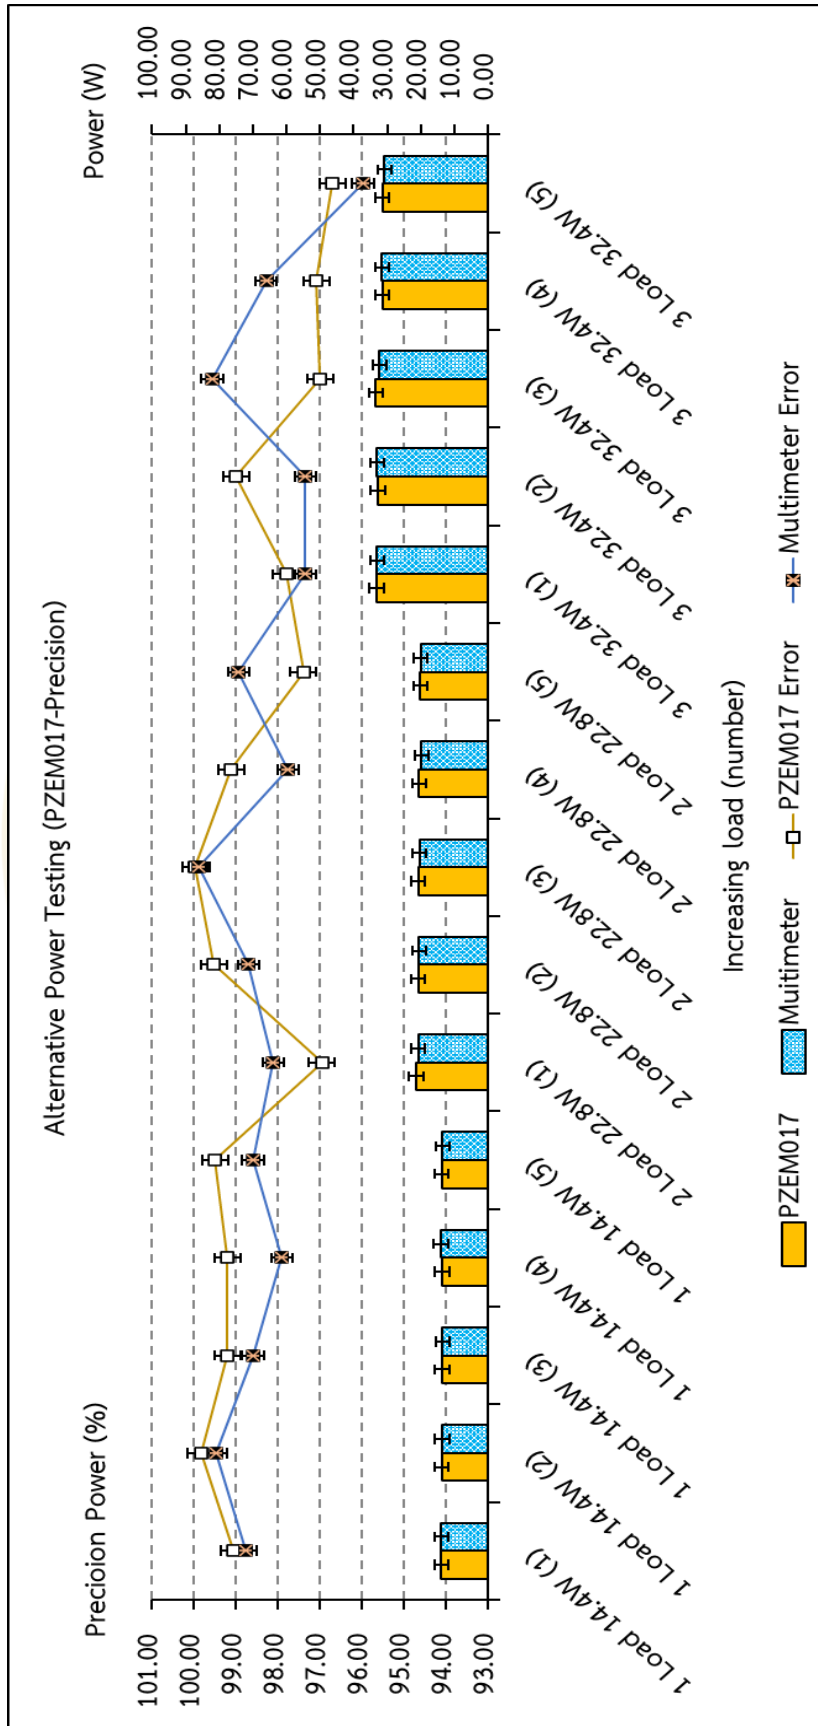 Alternative Power Testing (PZEM017-Precision)
Precioion Power (%)
Power (W)
101.00
100.00
99.00
98.00
97.00
96.00
95.00
94.00
93.00
100.00
90.00
80.00
70.00
60.00
50.00
40.00
30.00
20.00
10.00
0.00
1 Load 14.4W (1)
1 Load 14.4W (2)
1 Load 14.4W (3)
1 Load 14.4W (4)
1 Load 14.4W (5)
2 Load 22.8W (1)
2 Load 22.8W (2)
2 Load 22.8W (3)
2 Load 22.8W (4)
2 Load 22.8W (5)
3 Load 32.4W (1)
3 Load 32.4W (2)
3 Load 32.4W (3)
3 Load 32.4W (4)
3 Load 32.4W (5)
Increasing load (number)
PZEM017
Muitimeter
PZEM017 Error
Multimeter Error